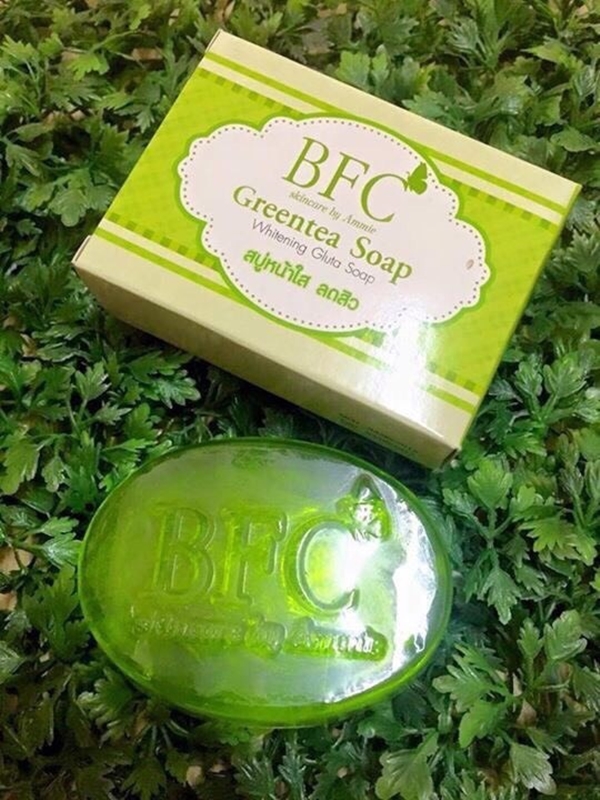 BFC
skincare by Ammie
Greentea Soap
Whitening Gluta Soap
สบู่หน้าใส ลดสิว
BFC
skincare by Ammie